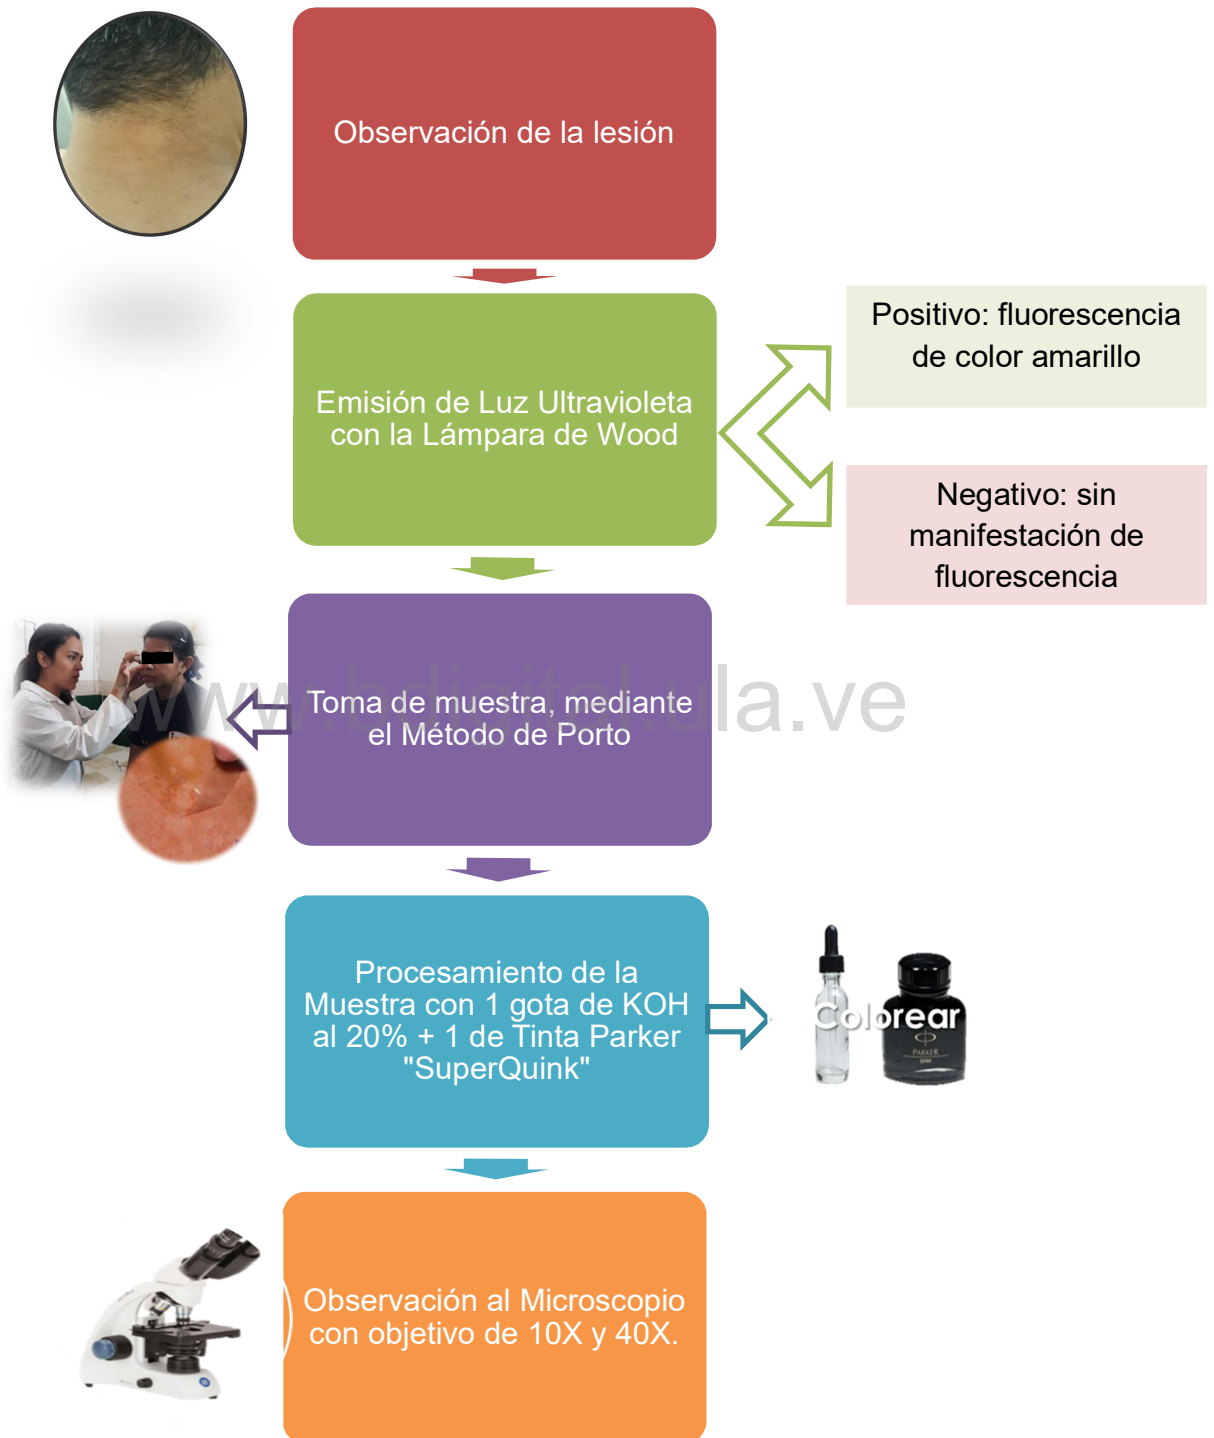 Observación de la lesión
Emisión de Luz Ultravioleta
con la Lámpara de Wood
Positivo: fluorescencia
de color amarillo
Negativo: sin
manifestación de
fluorescencia
www.bdigital.ula.ve
Toma de muestra, mediante
el Método de Porto
Procesamiento de la
Muestra con 1 gota de KOH
al 20% + 1 de Tinta Parker
"SuperQuink"
Colorear
PARKER
Observación al Microscopio
con objetivo de 10X y 40X.